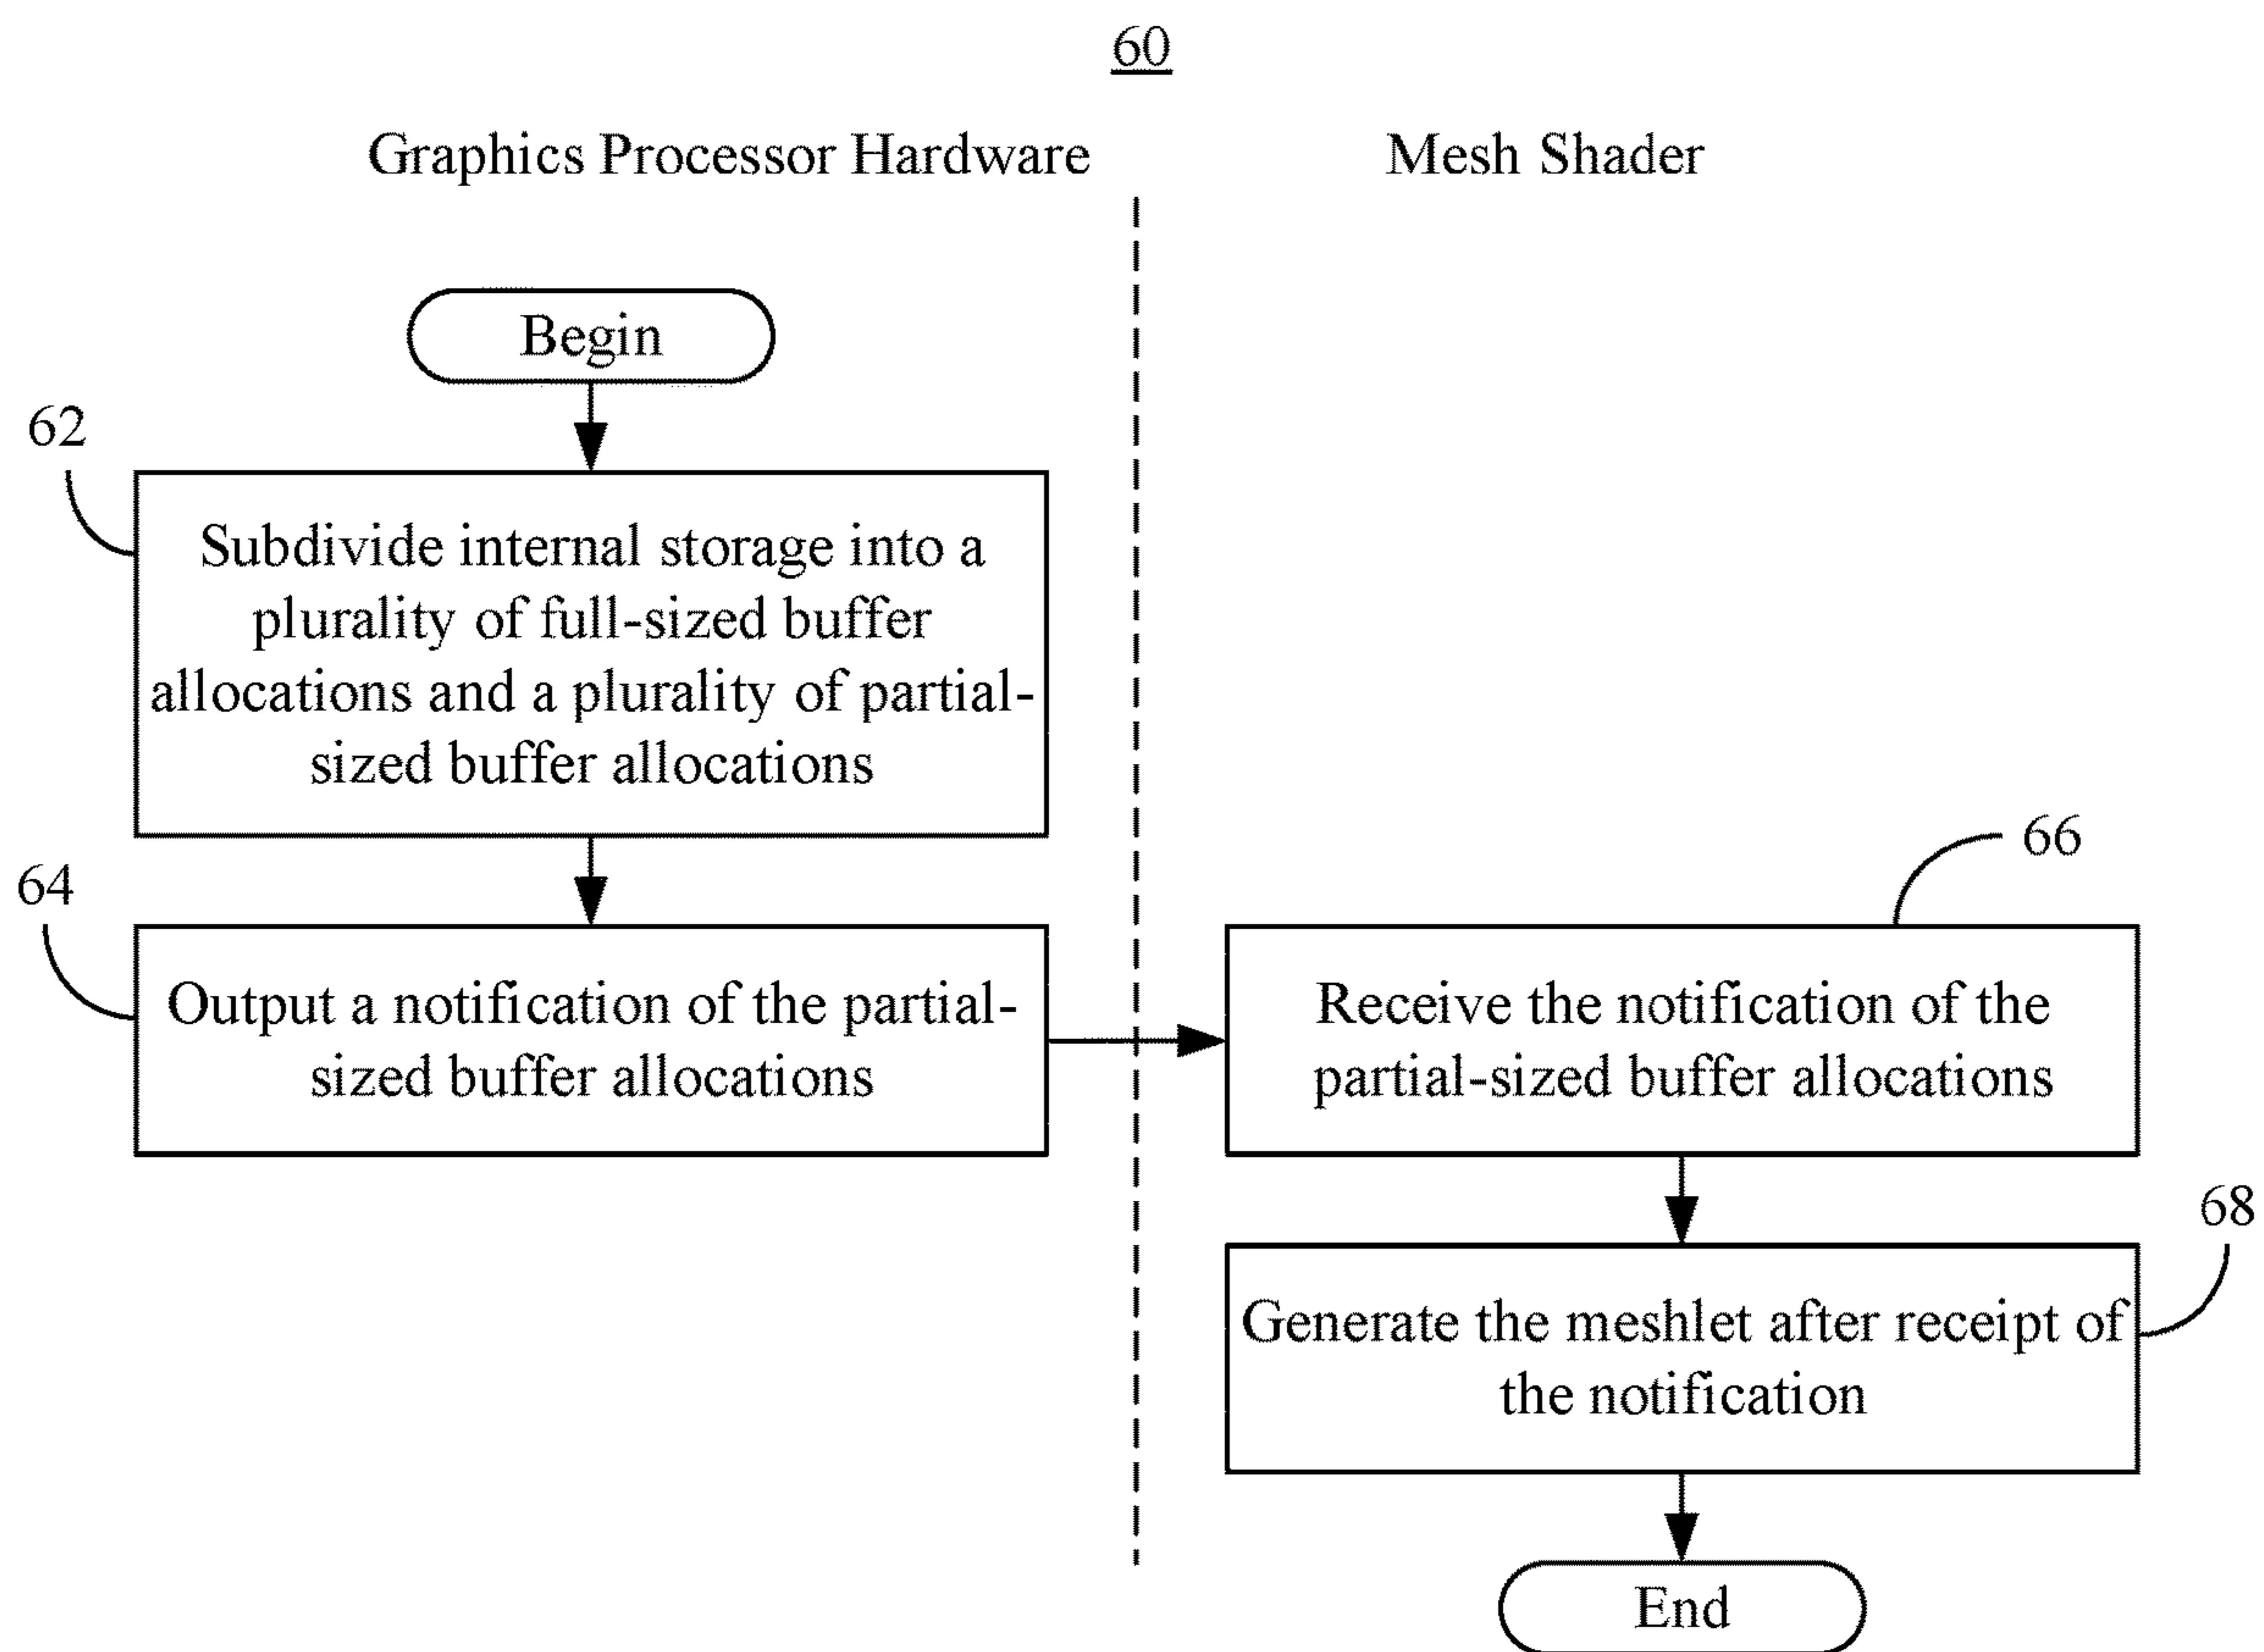 60
Graphics Processor Hardware
Mesh Shader
Begin
62
Subdivide internal storage into a
plurality of full-sized buffer
allocations and a plurality of partial-
sized buffer allocations
64
Output a notification of the partial-
sized buffer allocations
66
Receive the notification of the
partial-sized buffer allocations
68
Generate the meshlet after receipt of
the notification
End